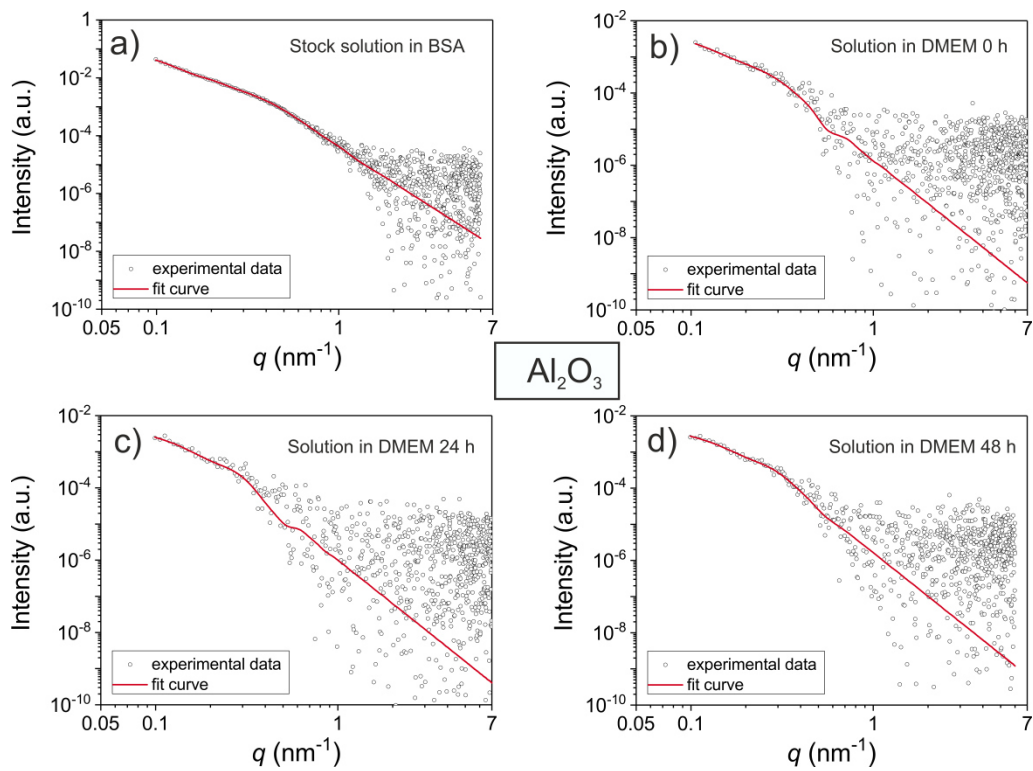 a)
Stock solution in BSA
1
10⁻²
10⁻⁴
10⁻⁶
10⁻⁸
10⁻¹⁰
Intensity (a.u.)
experimental data
fit curve
0.05 0.1 1 7
q (nm⁻¹)
b)
Solution in DMEM 0 h
10⁻²
10⁻⁴
10⁻⁶
10⁻⁸
10⁻¹⁰
Intensity (a.u.)
experimental data
fit curve
0.05 0.1 1 7
q (nm⁻¹)
Al₂O₃
c)
Solution in DMEM 24 h
10⁻²
10⁻⁴
10⁻⁶
10⁻⁸
10⁻¹⁰
Intensity (a.u.)
experimental data
fit curve
0.05 0.1 1 7
q (nm⁻¹)
d)
Solution in DMEM 48 h
10⁻²
10⁻⁴
10⁻⁶
10⁻⁸
10⁻¹⁰
Intensity (a.u.)
experimental data
fit curve
0.05 0.1 1 7
q (nm⁻¹)